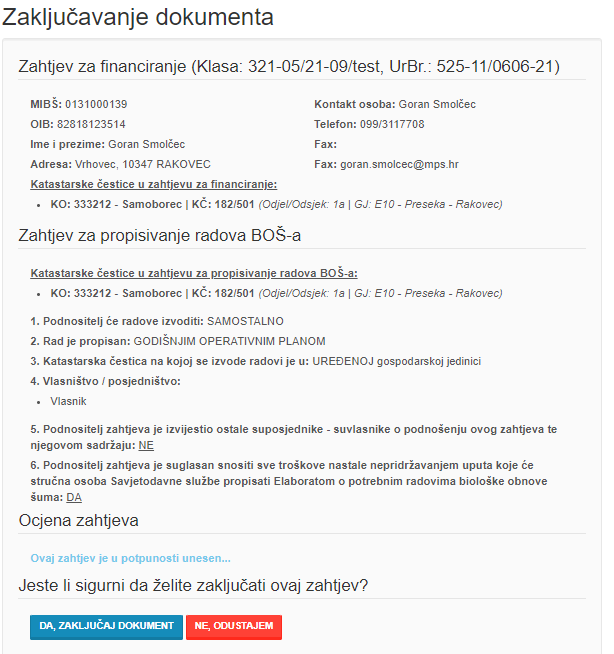 Zaključavanje dokumenta
Zahtjev za financiranje (Klasa: 321-05/21-09/test, UrBr.: 525-11/0606-21)
MIBŠ: 0131000139
Kontakt osoba: Goran Smolčec
OIB: 82818123514
Telefon: 099/3117708
Ime i prezime: Goran Smolčec
Fax:
Adresa: Vrhovec, 10347 RAKOVEC
Fax: goran.smolcec@mps.hr
Katastarske čestice u zahtjevu za financiranje:
• KO: 333212 - Samoborec | KČ: 182/501 (Odjel/Odsjek: 1a | GJ: E10 - Preseka - Rakovec)
Zahtjev za propisivanje radova BOŠ-a
Katastarske čestice u zahtjevu za propisivanje radova BOŠ-a:
• KO: 333212 - Samoborec | KČ: 182/501 (Odjel/Odsjek: 1a | GJ: E10 - Preseka - Rakovec)
1. Podnositelj će radove izvoditi: SAMOSTALNO
2. Rad je propisan: GODIŠNJIM OPERATIVNIM PLANOM
3. Katastarska čestica na kojoj se izvode radovi je u: UREĐENOJ gospodarskoj jedinici
4. Vlasništvo / posjedništvo:
• Vlasnik
5. Podnositelj zahtjeva je izvijestio ostale suposjednike - suvlasnike o podnošenju ovog zahtjeva te
njegovom sadržaju: NE
6. Podnositelj zahtjeva je suglasan snositi sve troškove nastale nepridržavanjem uputa koje će
stručna osoba Savjetodavne službe propisati Elaboratom o potrebnim radovima biološke obnove
šuma: DA
Ocjena zahtjeva
Ovaj zahtjev je u potpunosti unesen...
Jeste li sigurni da želite zaključati ovaj zahtjev?
DA, ZAKLJUČAJ DOKUMENT
NE, ODUSTAJEM